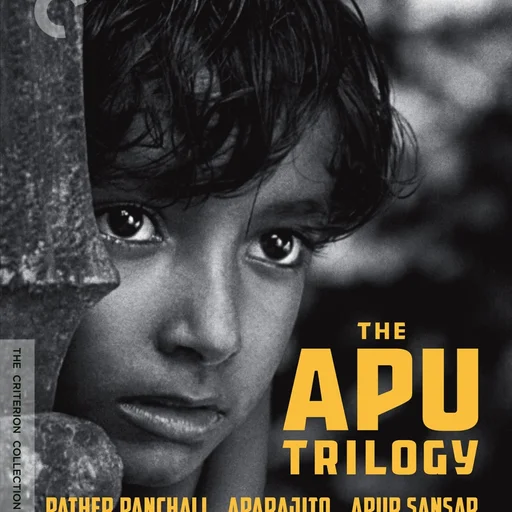 THE
APU
TRILOGY
PATHER PANCHALI APARAJITO APUR SANSAR
THE CRITERION COLLECTION